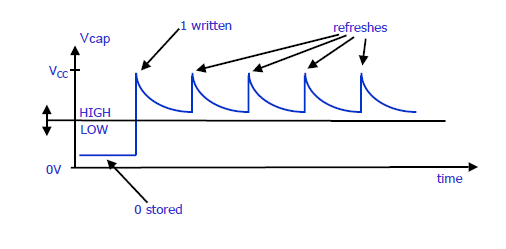 1 written
refreshes
Vcap
VCC
HIGH
LOW
0V
time
0 stored